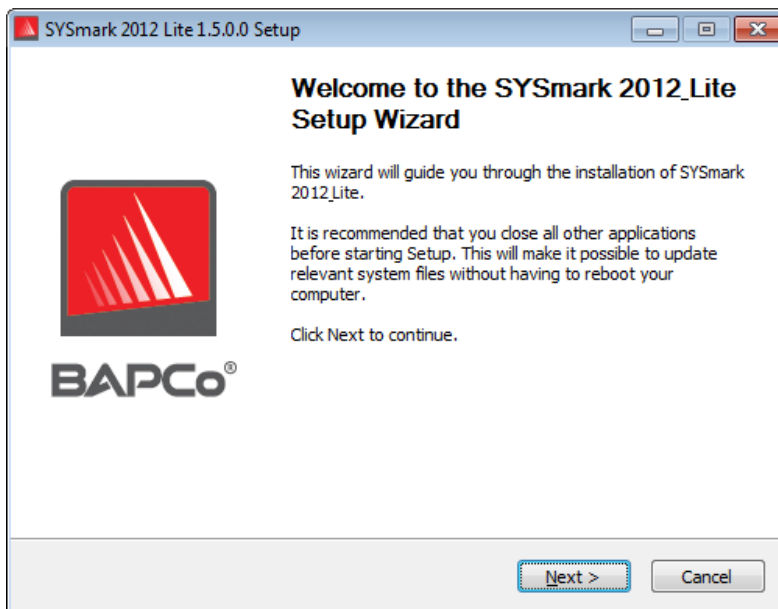 SYSmark 2012 Lite 1.5.0.0 Setup
Welcome to the SYSmark 2012_Lite
Setup Wizard
This wizard will guide you through the installation of SYSmark
2012_Lite.
It is recommended that you close all other applications
before starting Setup. This will make it possible to update
relevant system files without having to reboot your
computer.
Click Next to continue.
BAPCo®
Next >
Cancel